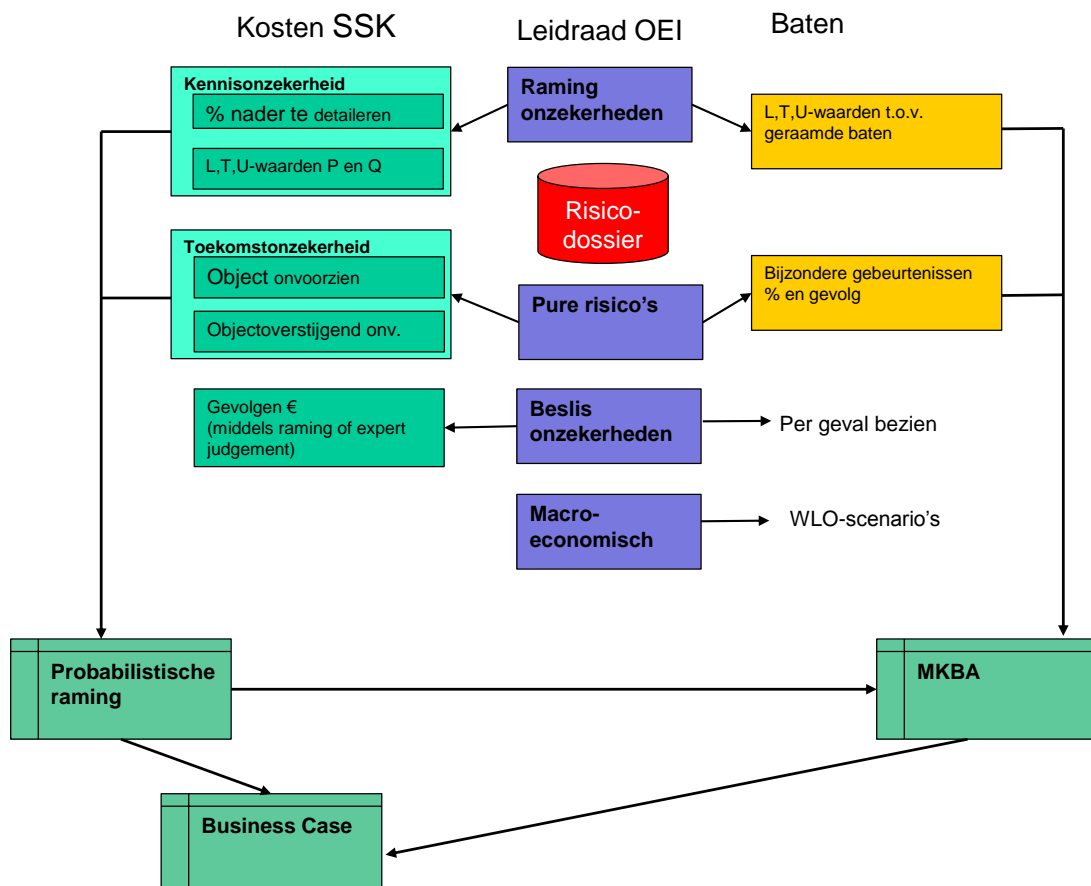 Kosten SSK
Leidraad OEI
Baten
Kennisonzekerheid
% nader te detaileren
L,T,U-waarden P en Q
Raming
onzekerheden
L,T,U-waarden t.o.v.
geraamde baten
Risico-
dossier
Toekomstonzekerheid
Object onvoorzien
Objectoverstijgend onv.
Pure risico's
Bijzondere gebeurtenissen
% en gevolg
Gevolgen €
(middels raming of expert
judgement)
Beslis
onzekerheden
Per geval bezien
Macro-
economisch
WLO-scenario's
Probabilistische
raming
MKBA
Business Case